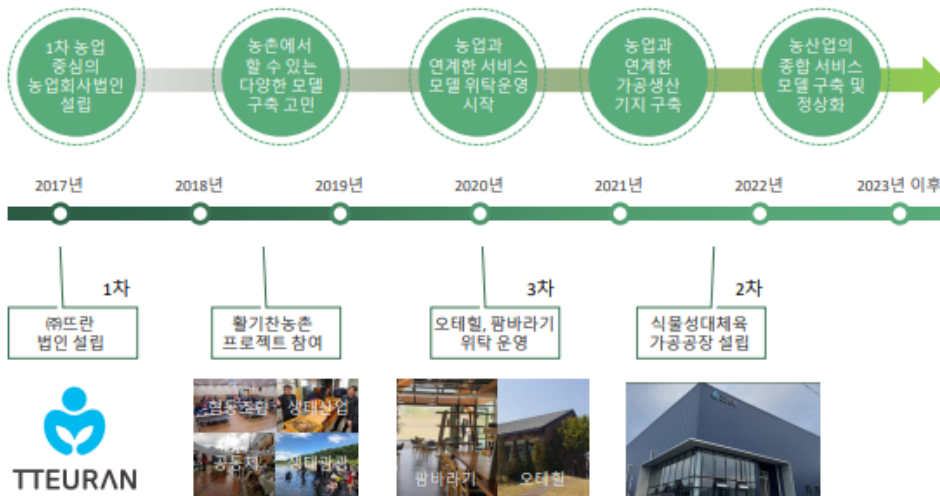 1차 농업
중심의
농업회사법인
설립
농촌에서
할 수 있는
다양한 모델
구축 고민
농업과
연계한 서비스
모델 위탁운영
시작
농업과
연계한
가공생산
기지 구축
농산업의
종합 서비스
모델 구축 및
정상화
2017년
2018년
2019년
2020년
2021년
2022년
2023년 이후
1차
㈜뜨란
법인 설립
활기찬농촌
프로젝트 참여
3차
오테힐, 팜바라기
위탁 운영
2차
식물성대체육
가공공장 설립
TTEURAN
협동조합
생태산업
공동체
생태관광
팜바라기
오테힐